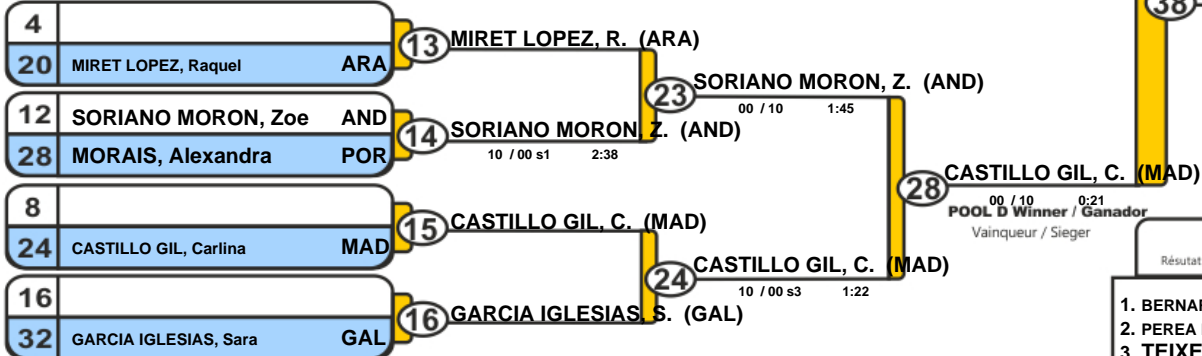 4
20 MIRET LOPEZ, Raquel ARA
12 SORIANO MORON, Zoe AND
28 MORAIS, Alexandra POR
8
24 CASTILLO GIL, Carlina MAD
16
32 GARCIA IGLESIAS, Sara GAL
13 MIRET LOPEZ, R. (ARA)
14 SORIANO MORON, Z. (AND)
10 / 00 s1 2:38
15 CASTILLO GIL, C. (MAD)
16 GARCIA IGLESIAS, S. (GAL)
23 SORIANO MORON, Z. (AND)
00 / 10 1:45
24 CASTILLO GIL, C. (MAD)
10 / 00 s3 1:22
28 CASTILLO GIL, C. (MAD)
00 / 10 0:21
POOL D Winner / Ganador
Vainqueur / Sieger
38
Résutat
1. BERNA
2. PEREA
3. TEIXE